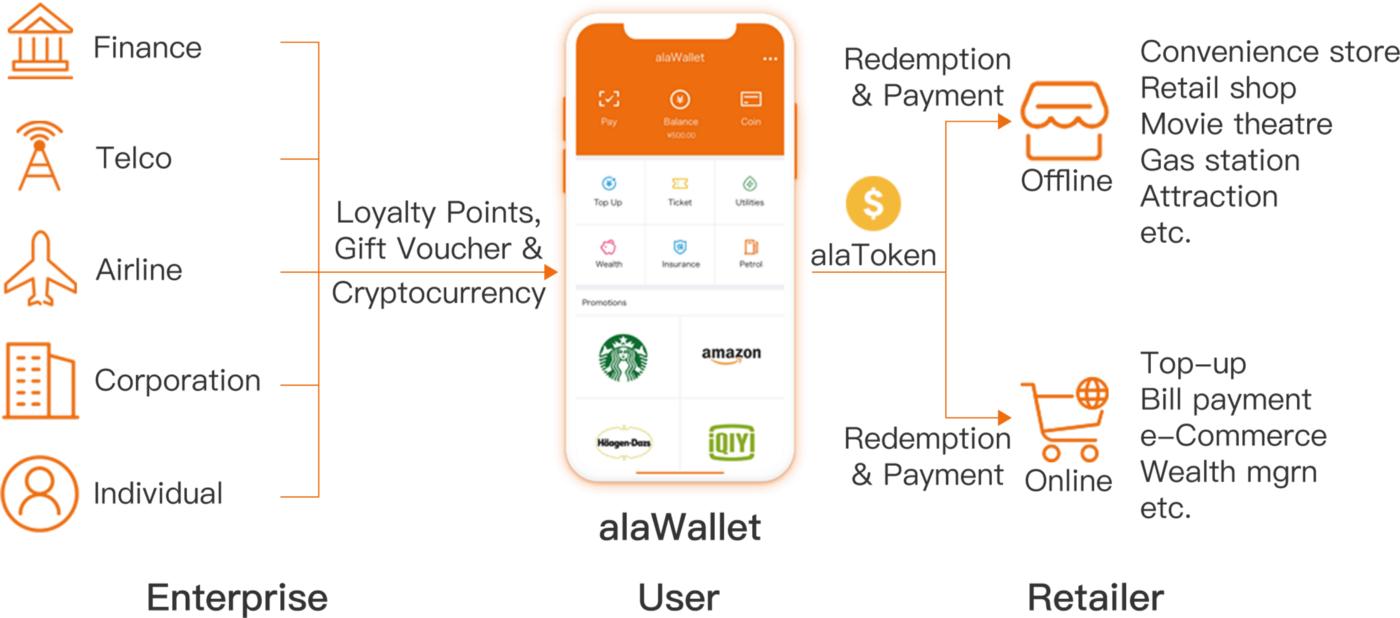 Finance
Telco
Airline
Corporation
Individual
Loyalty Points,
Gift Voucher &
Cryptocurrency
alaWallet
Pay
Balance
¥500.00
Coin
Top Up
Ticket
Utilities
Wealth
Insurance
Petrol
Promotions
amazon
Häagen-Dazs
iQIYI
alaWallet
$
alaToken
Redemption
& Payment
Offline
Convenience store
Retail shop
Movie theatre
Gas station
Attraction
etc.
Redemption
& Payment
Online
Top-up
Bill payment
e-Commerce
Wealth mgrn
etc.
Enterprise
User
Retailer